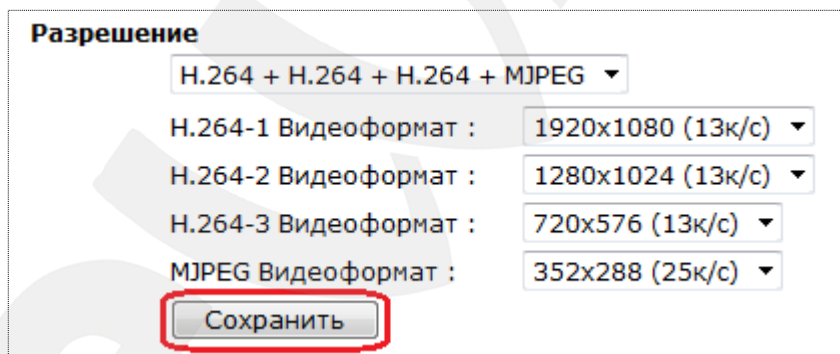 Разрешение
H.264 + H.264 + H.264 + MJPEG
H.264-1 Видеоформат : 1920x1080 (13к/с)
H.264-2 Видеоформат : 1280x1024 (13к/с)
H.264-3 Видеоформат : 720x576 (13к/с)
MJPEG Видеоформат : 352x288 (25к/с)
Сохранить